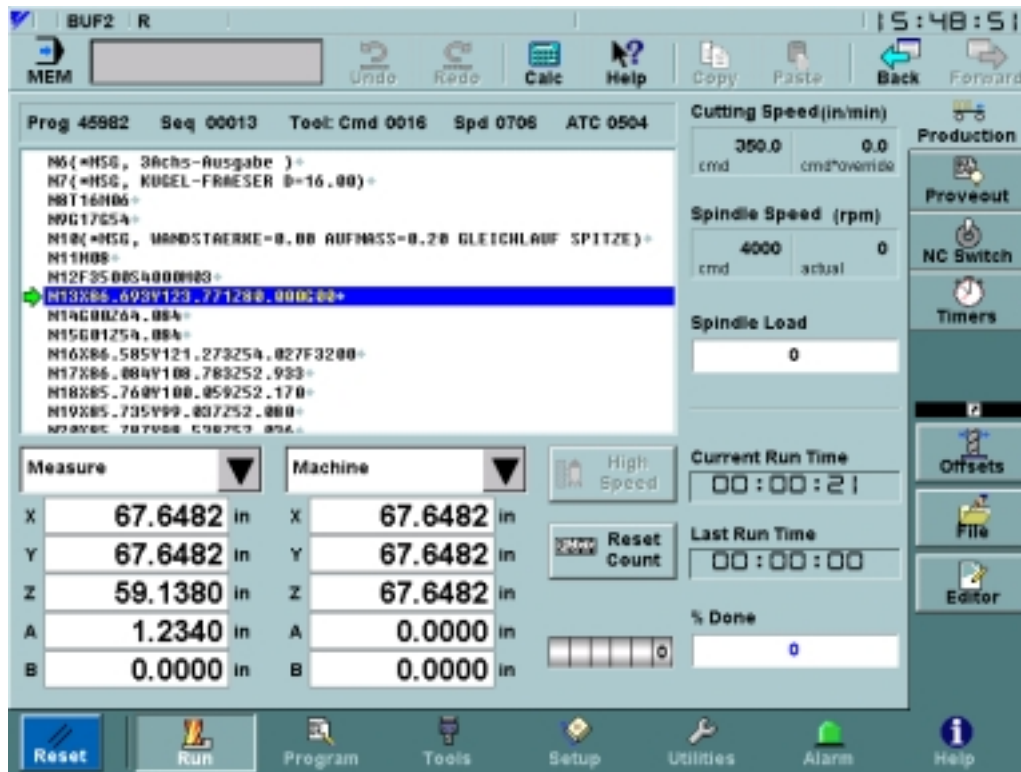 BUF2 R 15:48:51
MEM Undo Redo Calc Help Copy Paste Back Forward
Prog 45982 Seq 00013 Tool: Cmd 0016 Spd 0706 ATC 0504
N6(*MSG, 3Achs-Ausgabe )
N7(*MSG, KUGEL-FRAESER D=16.00)
N8T16M06
N9G17G54
N10(*MSG, WANDSTAERKE=0.00 AUFMASS=0.20 GLEICHLAUF SPITZE)
N11M08
N12F3500S4000M03
N13X86.693Y123.771Z80.000G00
N14G00Z64.084
N15G01Z54.084
N16X86.585Y121.273Z54.027F3200
N17X86.084Y108.783Z52.933
N18X85.760Y100.059Z52.170
N19X85.735Y99.037Z52.080
N20X85.787Y98.538Z52.036
Cutting Speed(in/min)
350.0 0.0
cmd cmd*override
Spindle Speed (rpm)
4000 0
cmd actual
Spindle Load
0
Production
Proveout
NC Switch
Timers
Measure Machine
X 67.6482 in X 67.6482 in
Y 67.6482 in Y 67.6482 in
Z 59.1380 in Z 67.6482 in
A 1.2340 in A 0.0000 in
B 0.0000 in B 0.0000 in
High Speed
Reset Count
0
Current Run Time
00:00:21
Last Run Time
00:00:00
% Done
0
Offsets
File
Editor
Reset Run Program Tools Setup Utilities Alarm Help